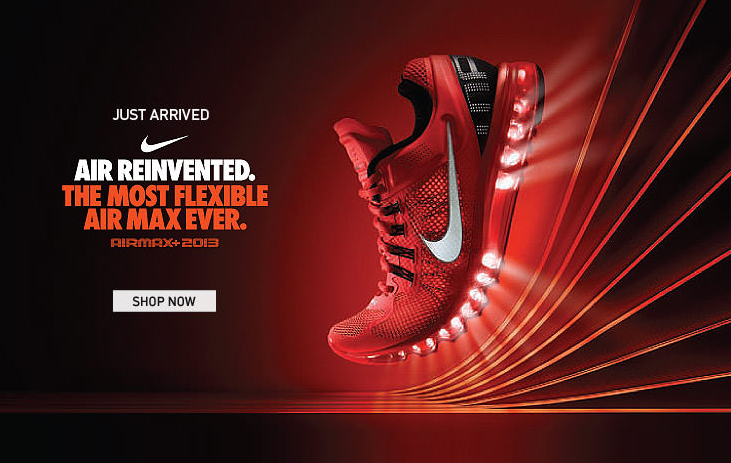 JUST ARRIVED
AIR REINVENTED.
THE MOST FLEXIBLE
AIR MAX EVER.
AIRMAX+ 2013
SHOP NOW